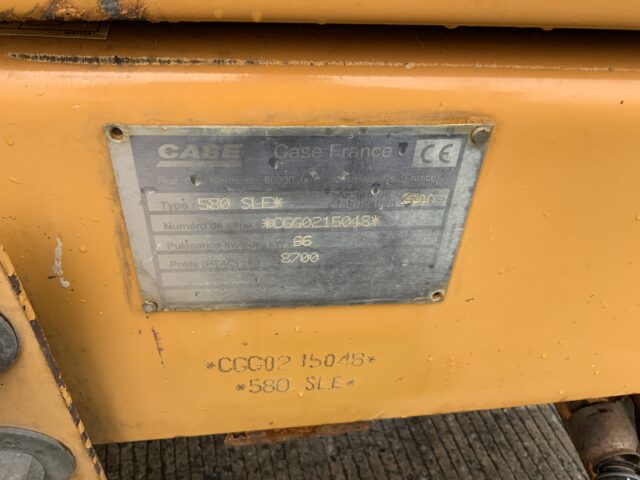 CASE Case France CE
Rue
Type : 580 SLE*
Numéro de série *CGG0215048*
Puissance moteur kW 66
Poids (PTAC) : kg 8700
*CGG0215048*
*580 SLE*